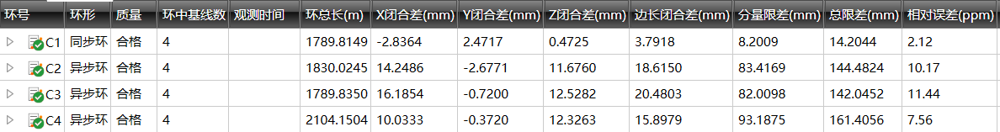 环号 环形 质量 环中基线数 观测时间 环总长(m) X闭合差(mm) Y闭合差(mm) Z闭合差(mm) 边长闭合差(mm) 分量限差(mm) 总限差(mm) 相对误差(ppm)
C1 同步环 合格 4 1789.8149 -2.8364 2.4717 0.4725 3.7918 8.2009 14.2044 2.12
C2 异步环 合格 4 1830.0245 14.2486 -2.6771 11.6760 18.6150 83.4169 144.4824 10.17
C3 异步环 合格 4 1789.8350 16.1854 -0.7200 12.5282 20.4803 82.0098 142.0452 11.44
C4 异步环 合格 4 2104.1504 10.0333 -0.3720 12.3263 15.8979 93.1875 161.4056 7.56